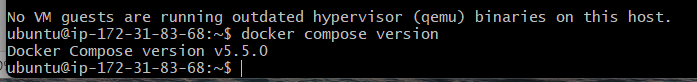 No VM guests are running outdated hypervisor (qemu) binaries on this host.
ubuntu@ip-172-31-83-68:~$ docker compose version
Docker Compose version v5.5.0
ubuntu@ip-172-31-83-68:~$